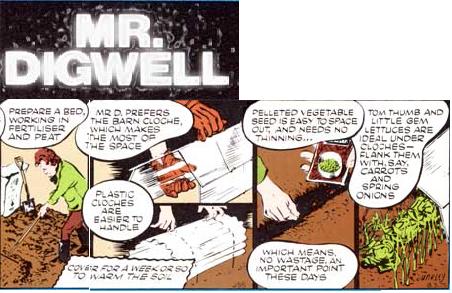 MR.
DIGWELL
PREPARE A BED,
WORKING IN
FERTILISER
AND PEAT
MR D. PREFERS
THE BARN CLOCHE,
WHICH MAKES
THE MOST OF
THE SPACE
PLASTIC
CLOCHES
ARE
EASIER TO
HANDLE
COVER FOR A WEEK OR SO
TO WARM THE SOIL
PELLETED VEGETABLE
SEED IS EASY TO SPACE
OUT, AND NEEDS NO
THINNING...
WHICH MEANS,
NO WASTAGE, AN
IMPORTANT POINT
THESE DAYS
TOM THUMB AND
LITTLE GEM
LETTUCES ARE
IDEAL UNDER
CLOCHES—
FLANK THEM
WITH, SAY,
CARROTS
AND
SPRING
ONIONS